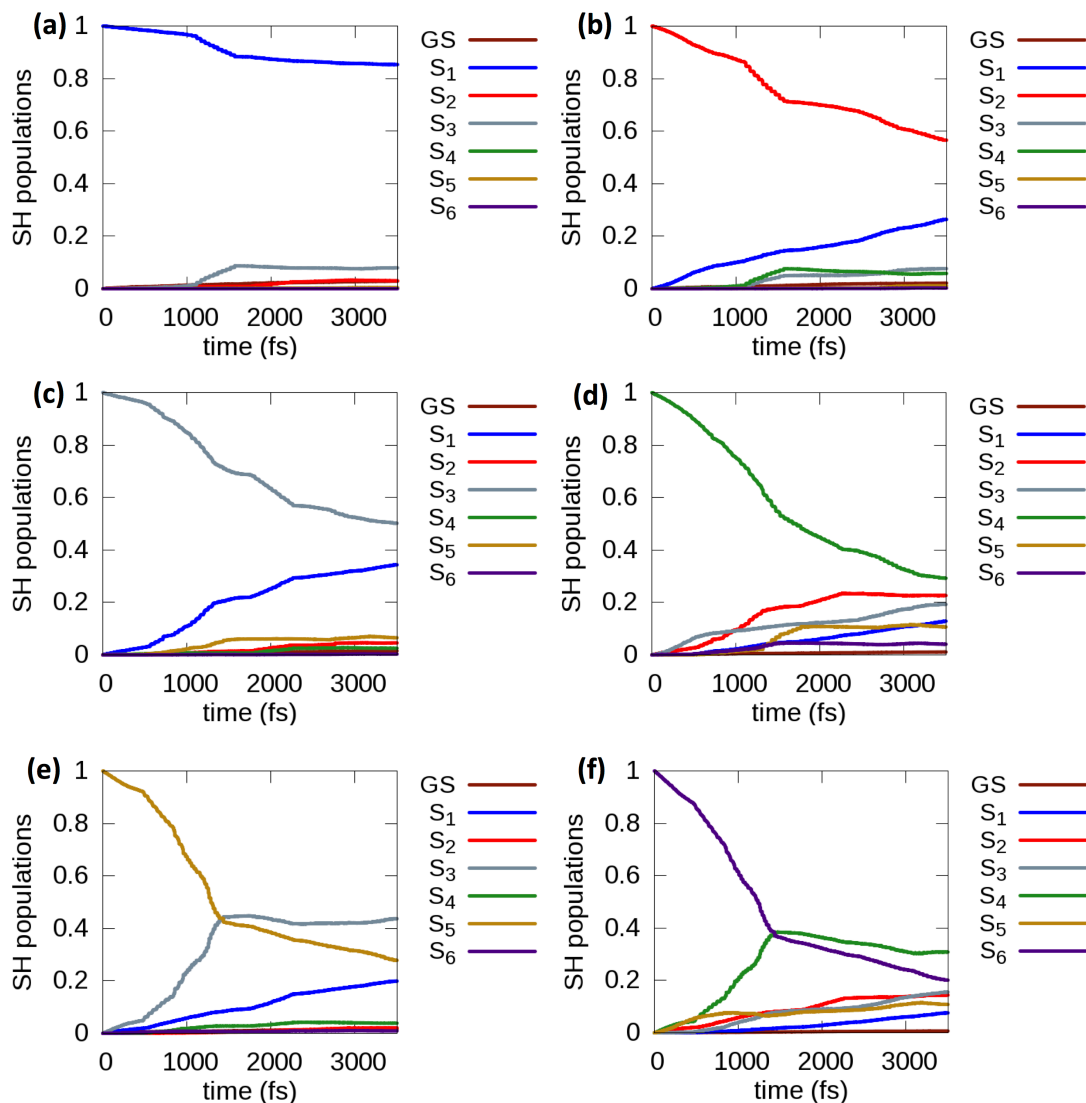 (a)
SH populations
1
0.8
0.6
0.4
0.2
0
0 1000 2000 3000
time (fs)
GS
S1
S2
S3
S4
S5
S6
(b)
SH populations
1
0.8
0.6
0.4
0.2
0
0 1000 2000 3000
time (fs)
GS
S1
S2
S3
S4
S5
S6
(c)
SH populations
1
0.8
0.6
0.4
0.2
0
0 1000 2000 3000
time (fs)
GS
S1
S2
S3
S4
S5
S6
(d)
SH populations
1
0.8
0.6
0.4
0.2
0
0 1000 2000 3000
time (fs)
GS
S1
S2
S3
S4
S5
S6
(e)
SH populations
1
0.8
0.6
0.4
0.2
0
0 1000 2000 3000
time (fs)
GS
S1
S2
S3
S4
S5
S6
(f)
SH populations
1
0.8
0.6
0.4
0.2
0
0 1000 2000 3000
time (fs)
GS
S1
S2
S3
S4
S5
S6